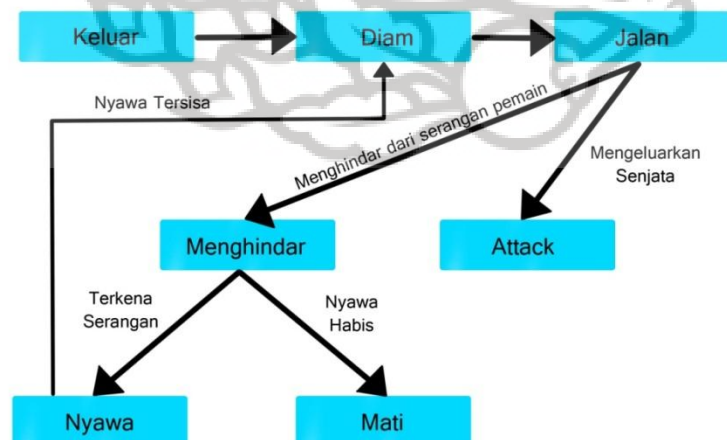 Keluar
Diam
Jalan
Nyawa Tersisa
Menghindar dari serangan pemain
Mengeluarkan
Senjata
Menghindar
Attack
Terkena
Serangan
Nyawa
Habis
Nyawa
Mati